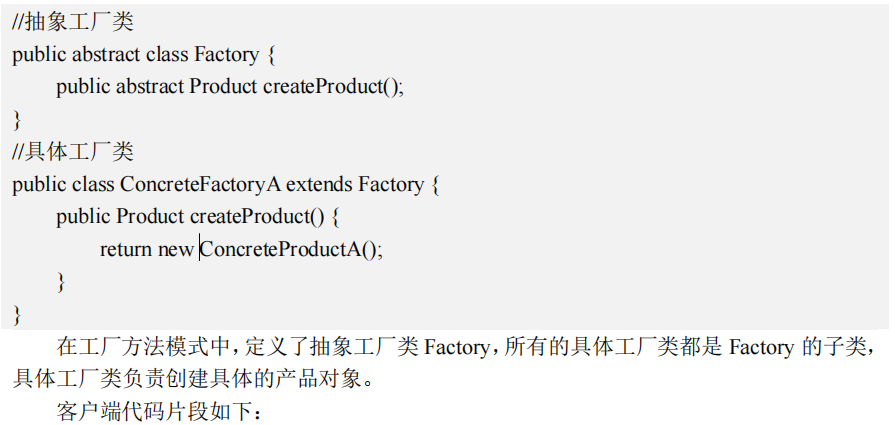 //抽象工厂类
public abstract class Factory {
public abstract Product createProduct();
}
//具体工厂类
public class ConcreteFactoryA extends Factory {
public Product createProduct() {
return new ConcreteProductA();
}
}
在工厂方法模式中，定义了抽象工厂类 Factory，所有的具体工厂类都是 Factory 的子类，
具体工厂类负责创建具体的产品对象。
客户端代码片段如下：